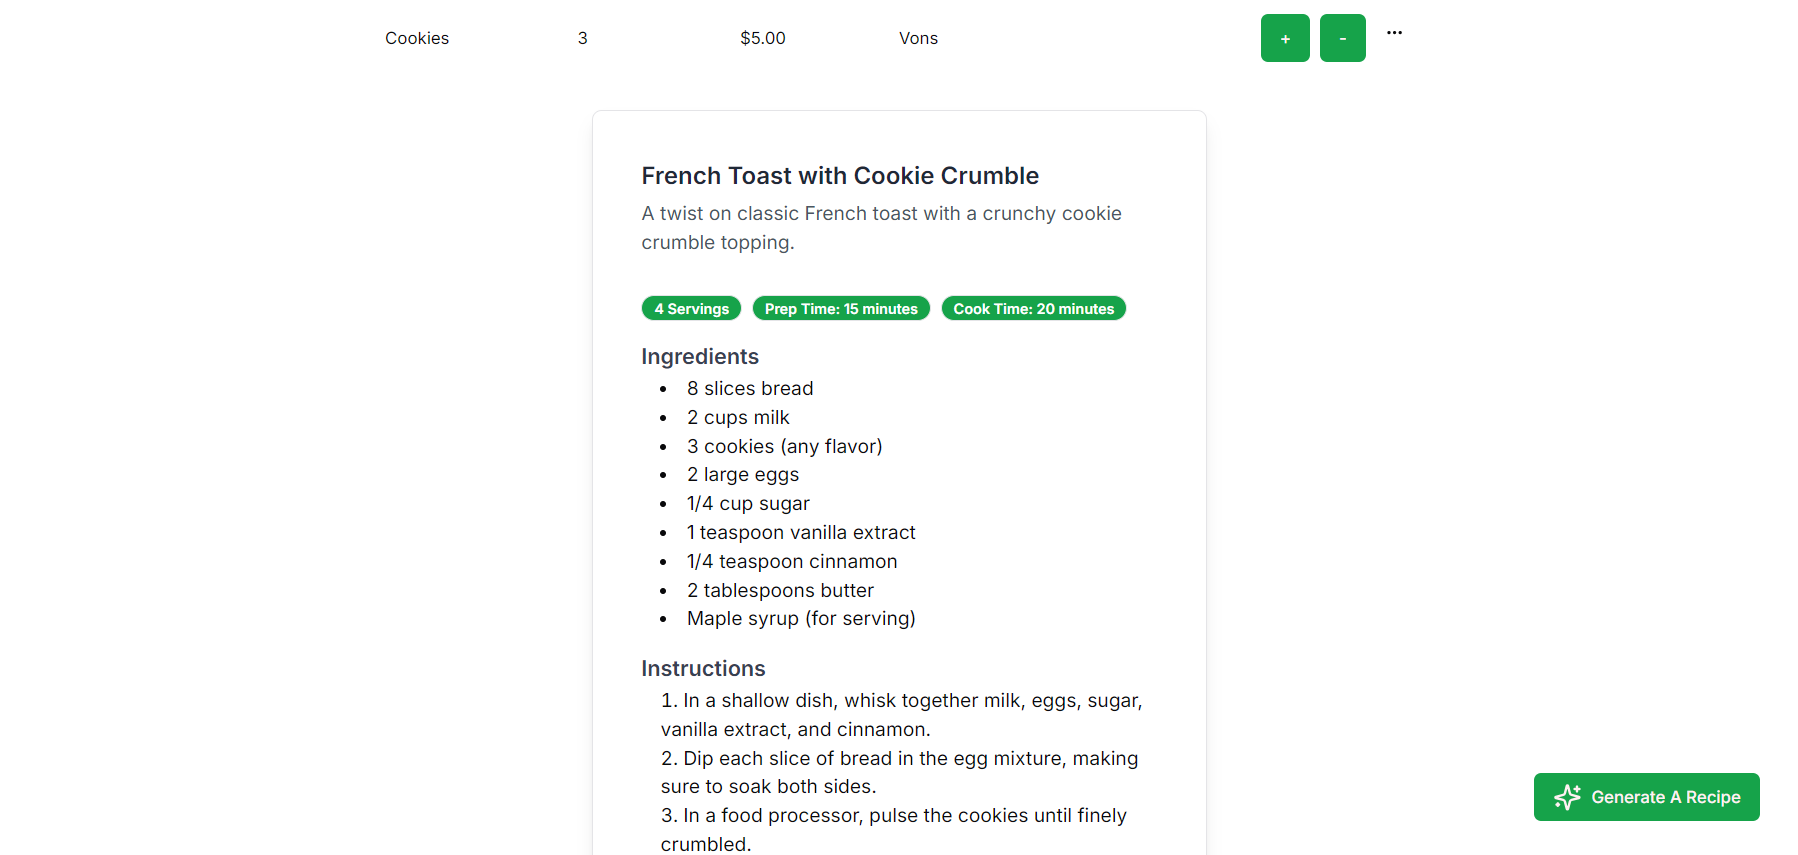 Cookies 3 $5.00 Vons + - ...
French Toast with Cookie Crumble
A twist on classic French toast with a crunchy cookie
crumble topping.
4 Servings Prep Time: 15 minutes Cook Time: 20 minutes
Ingredients
• 8 slices bread
• 2 cups milk
• 3 cookies (any flavor)
• 2 large eggs
• 1/4 cup sugar
• 1 teaspoon vanilla extract
• 1/4 teaspoon cinnamon
• 2 tablespoons butter
• Maple syrup (for serving)
Instructions
1. In a shallow dish, whisk together milk, eggs, sugar,
vanilla extract, and cinnamon.
2. Dip each slice of bread in the egg mixture, making
sure to soak both sides.
3. In a food processor, pulse the cookies until finely
crumbled.
Generate A Recipe